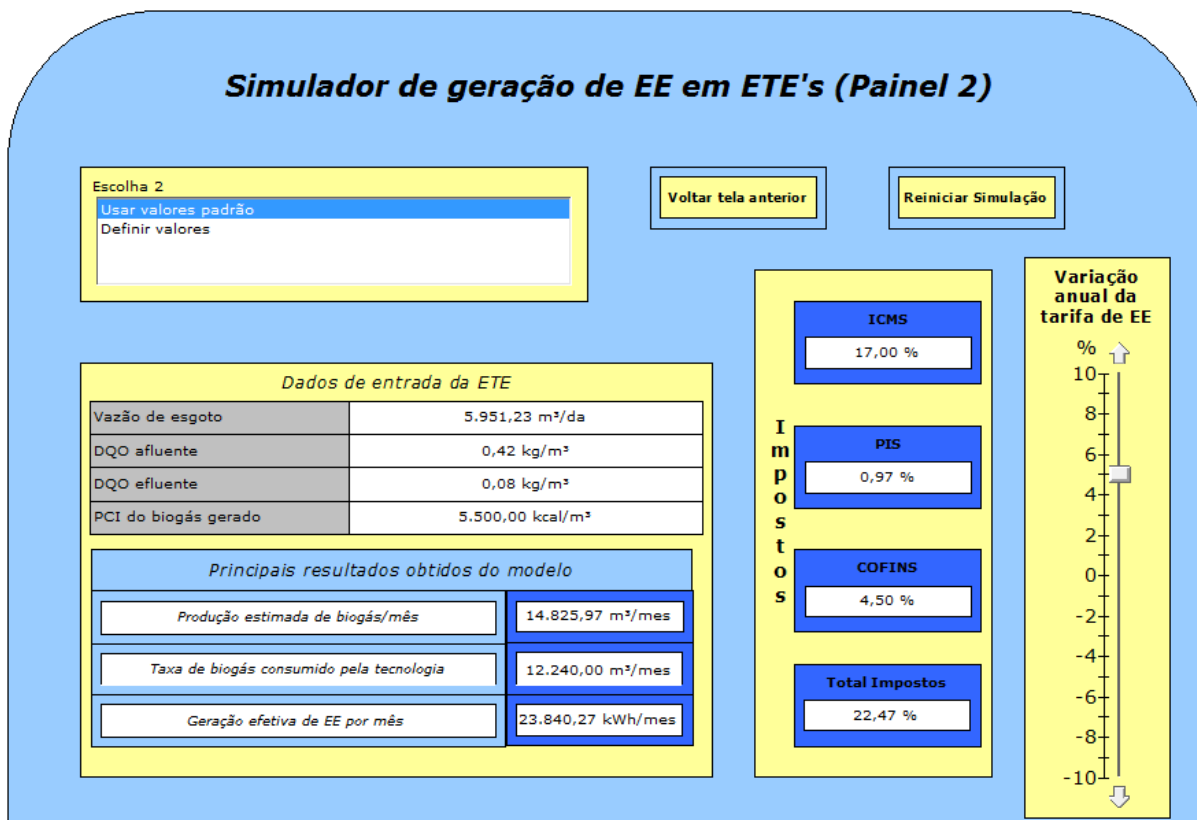 Simulador de geração de EE em ETE's (Painel 2)
Escolha 2
Usar valores padrão
Definir valores
Voltar tela anterior
Reiniciar Simulação
Dados de entrada da ETE
Vazão de esgoto 5.951,23 m³/da
DQO afluente 0,42 kg/m³
DQO efluente 0,08 kg/m³
PCI do biogás gerado 5.500,00 kcal/m³
Principais resultados obtidos do modelo
Produção estimada de biogás/mês 14.825,97 m³/mes
Taxa de biogás consumido pela tecnologia 12.240,00 m³/mes
Geração efetiva de EE por mês 23.840,27 kWh/mes
Impostos
ICMS
17,00 %
PIS
0,97 %
COFINS
4,50 %
Total Impostos
22,47 %
Variação
anual da
tarifa de EE
%
10
8
6
4
2
0
-2
-4
-6
-8
-10